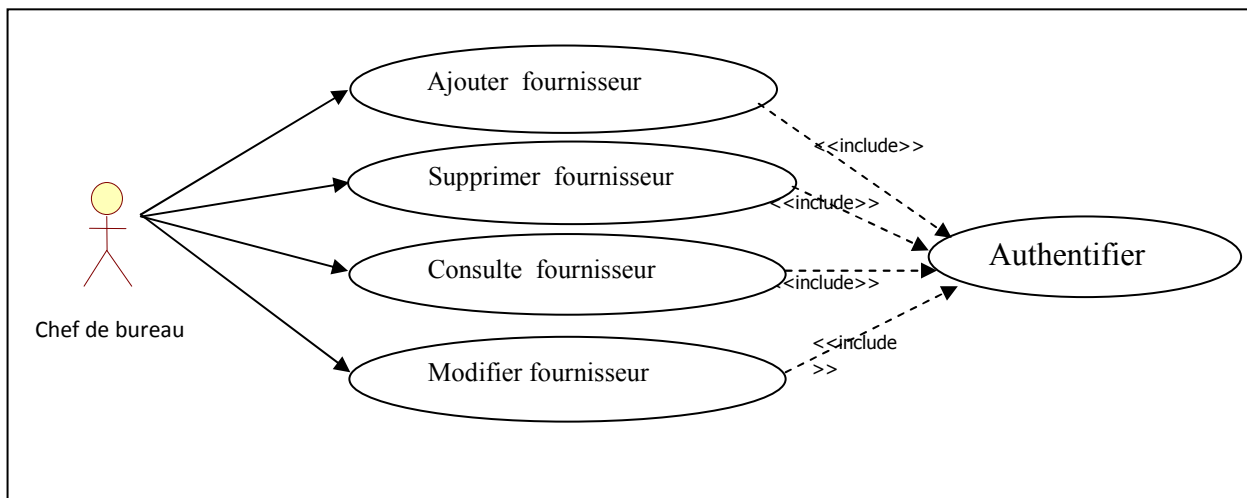 Ajouter fournisseur
<<include>>
Supprimer fournisseur
<<include>>
Authentifier
Consulte fournisseur
<<include>>
Chef de bureau
<<include
>>
Modifier fournisseur